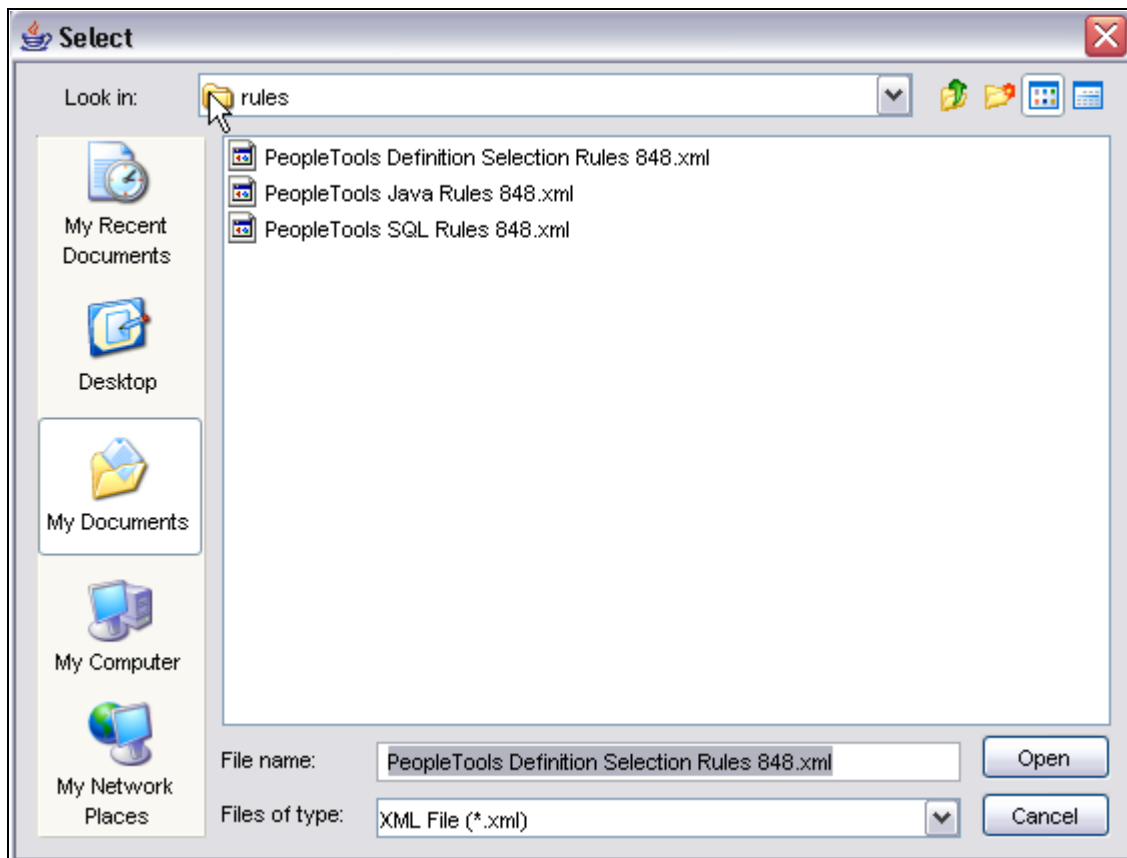 Select
Look in: rules
PeopleTools Definition Selection Rules 848.xml
PeopleTools Java Rules 848.xml
PeopleTools SQL Rules 848.xml
My Recent
Documents
Desktop
My Documents
My Computer
My Network
Places
File name: PeopleTools Definition Selection Rules 848.xml Open
Files of type: XML File (*.xml) Cancel